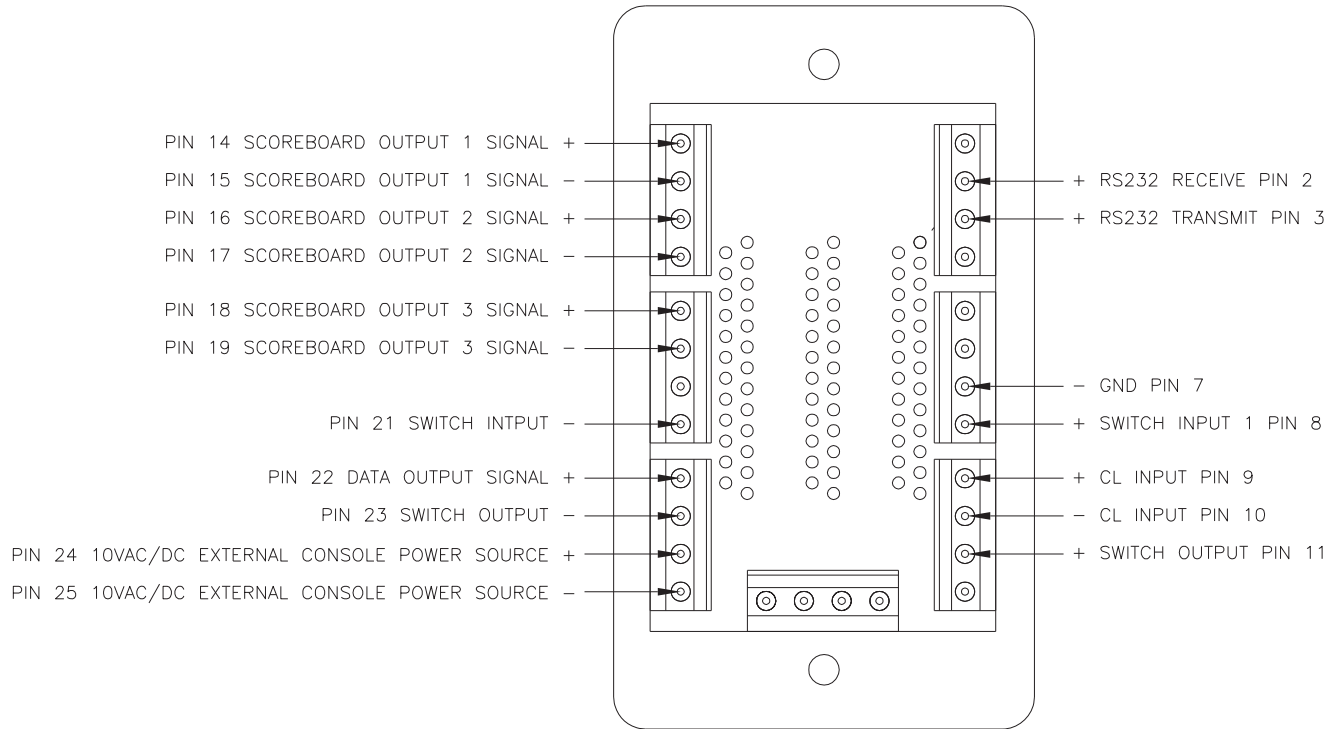 PIN 14 SCOREBOARD OUTPUT 1 SIGNAL +
PIN 15 SCOREBOARD OUTPUT 1 SIGNAL -
PIN 16 SCOREBOARD OUTPUT 2 SIGNAL +
PIN 17 SCOREBOARD OUTPUT 2 SIGNAL -
PIN 18 SCOREBOARD OUTPUT 3 SIGNAL +
PIN 19 SCOREBOARD OUTPUT 3 SIGNAL -
PIN 21 SWITCH INTPUT -
PIN 22 DATA OUTPUT SIGNAL +
PIN 23 SWITCH OUTPUT -
PIN 24 10VAC/DC EXTERNAL CONSOLE POWER SOURCE +
PIN 25 10VAC/DC EXTERNAL CONSOLE POWER SOURCE -
+ RS232 RECEIVE PIN 2
+ RS232 TRANSMIT PIN 3
- GND PIN 7
+ SWITCH INPUT 1 PIN 8
+ CL INPUT PIN 9
- CL INPUT PIN 10
+ SWITCH OUTPUT PIN 11